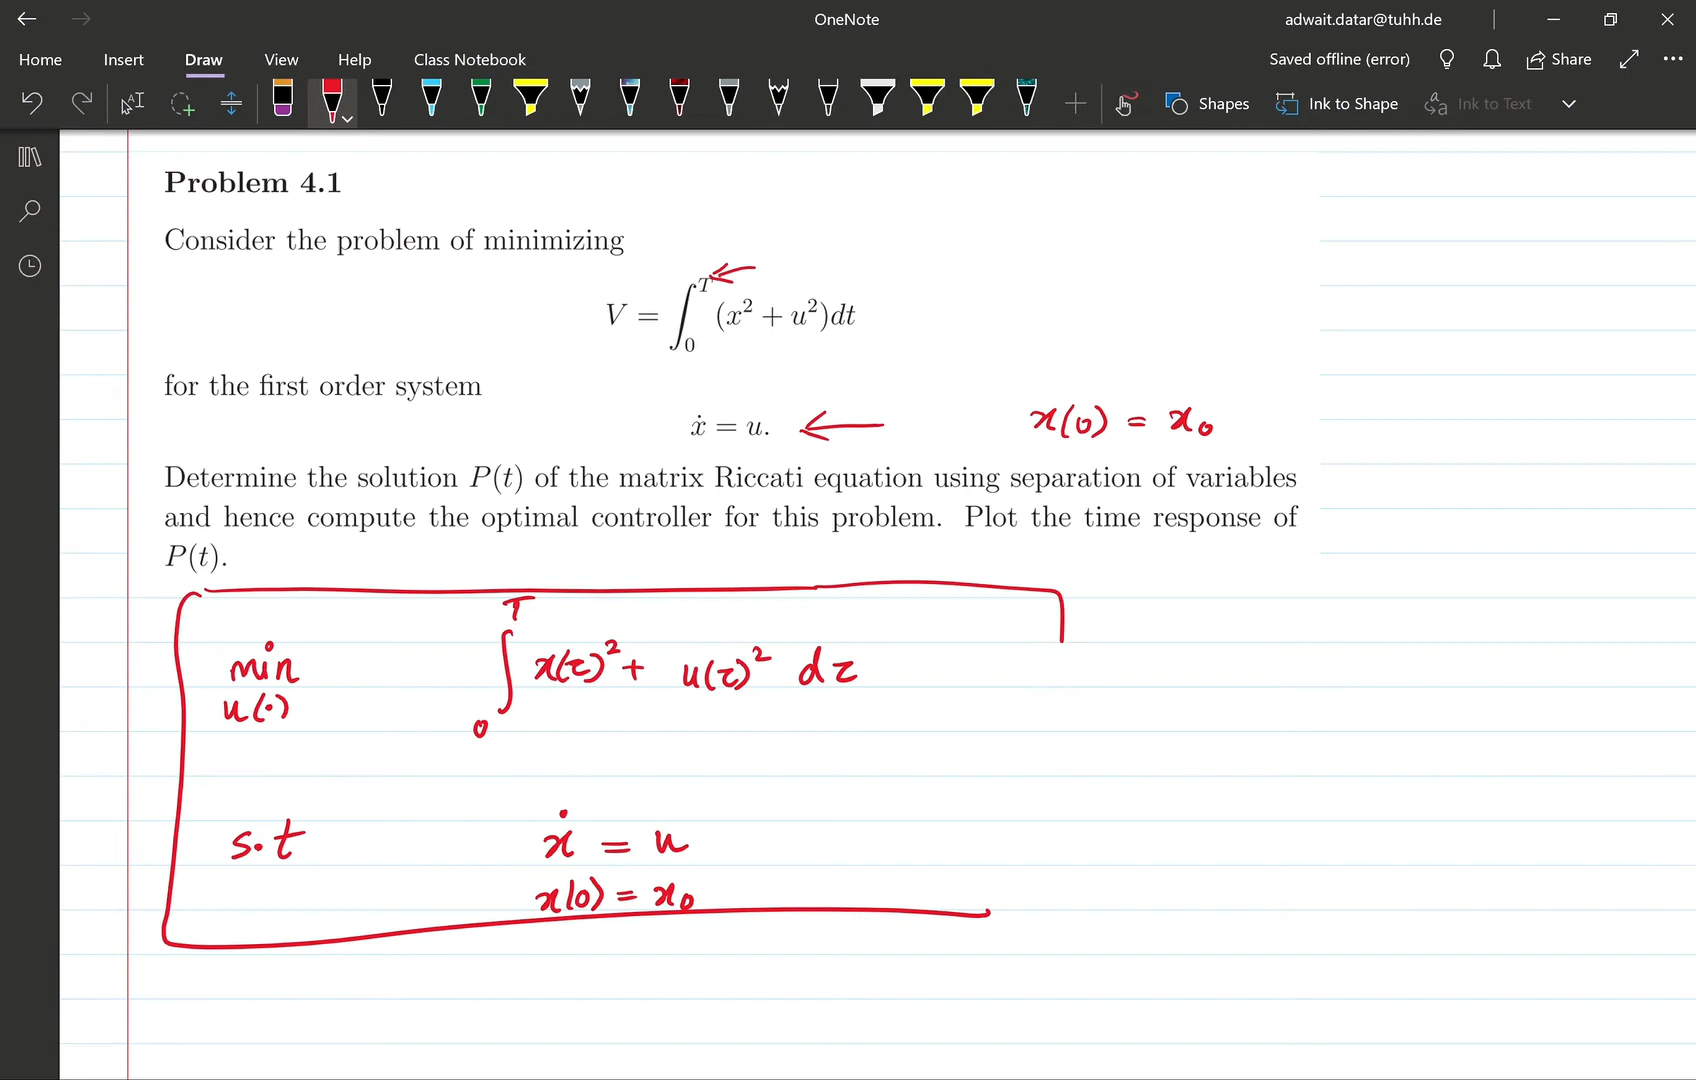 OneNote
adwait.datar@tuhh.de
Home Insert Draw View Help Class Notebook
Saved offline (error) Share
Shapes Ink to Shape Ink to Text
Problem 4.1
Consider the problem of minimizing
V = ∫₀ᵀ (x² + u²)dt
for the first order system
ẋ = u. ← x(0) = x₀
Determine the solution P(t) of the matrix Riccati equation using separation of variables
and hence compute the optimal controller for this problem. Plot the time response of
P(t).
min ∫₀ᵀ x(τ)² + u(τ)² dτ
u(·)
s.t ẋ = u
x(0) = x₀